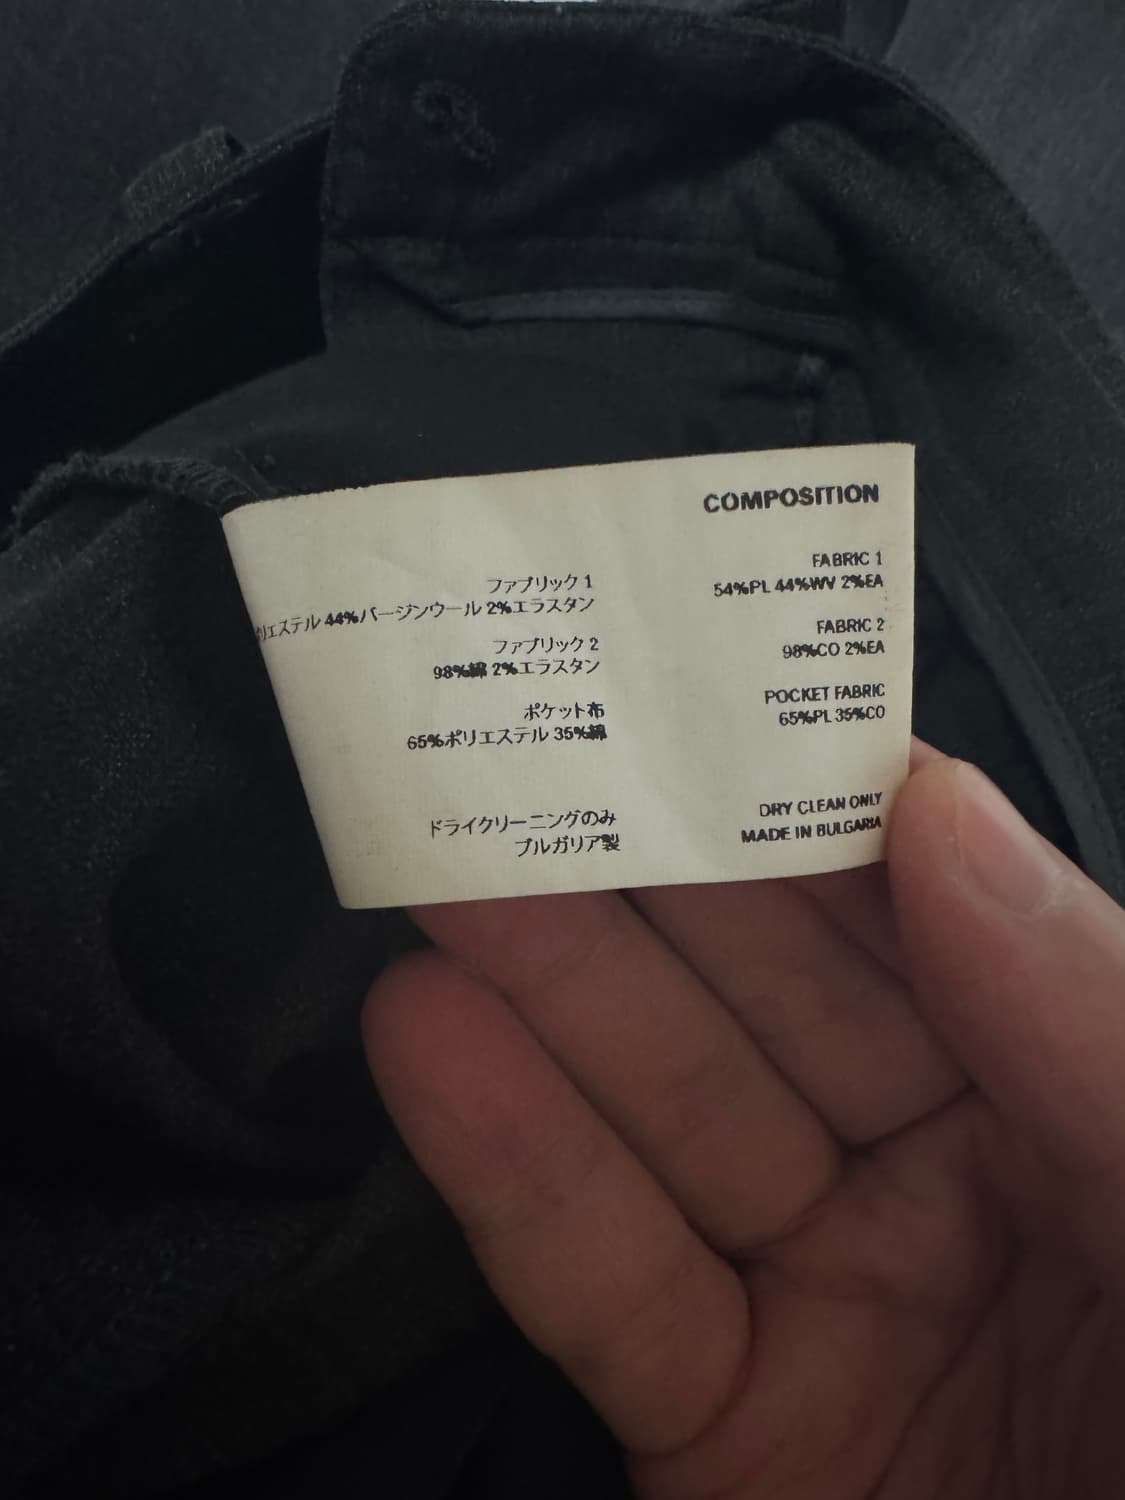 COMPOSITION
FABRIC 1
54%PL 44%WV 2%EA
FABRIC 2
98%CO 2%EA
POCKET FABRIC
65%PL 35%CO
DRY CLEAN ONLY
MADE IN BULGARIA
ファブリック 1
リエステル 44%バージンウール 2%エラスタン
ファブリック 2
98%綿 2%エラスタン
ポケット布
65%ポリエステル 35%綿
ドライクリーニングのみ
ブルガリア製